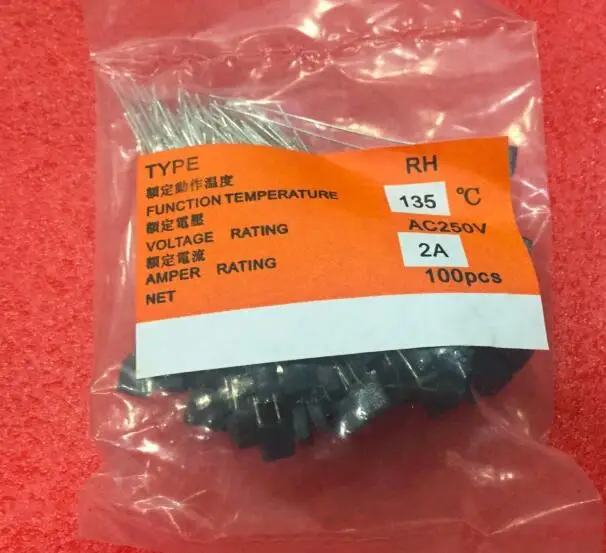 TYPE RH
額定動作溫度
FUNCTION TEMPERATURE 135 ℃
額定電壓
VOLTAGE RATING AC250V
額定電流
AMPER RATING 2A
NET 100pcs